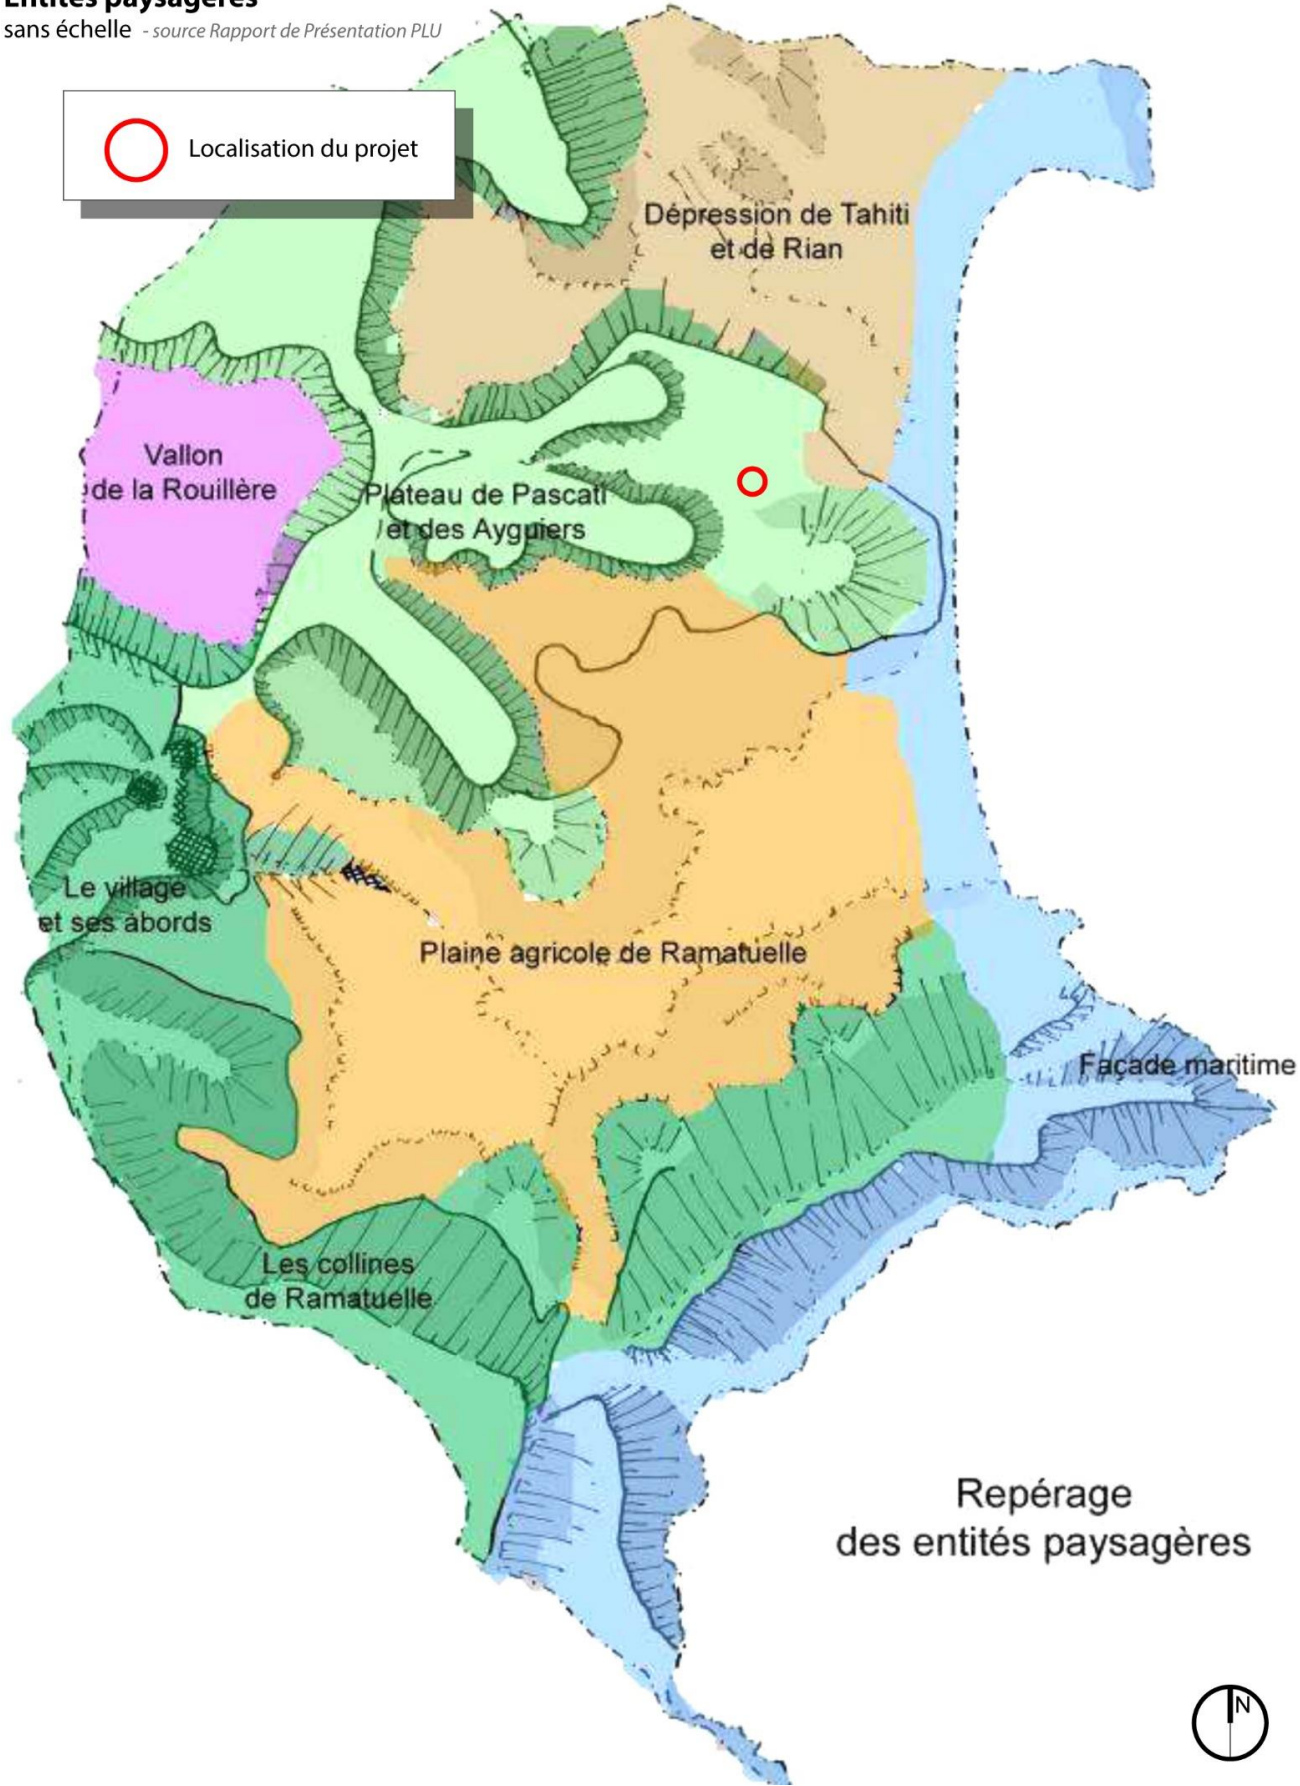 Entités paysagères
sans échelle - source Rapport de Présentation PLU
Localisation du projet
Dépression de Tahiti
et de Rian
Vallon
de la Rouillère
Plateau de Pascati
et des Ayguiers
Le village
et ses abords
Plaine agricole de Ramatuelle
Façade maritime
Les collines
de Ramatuelle
Repérage
des entités paysagères
N